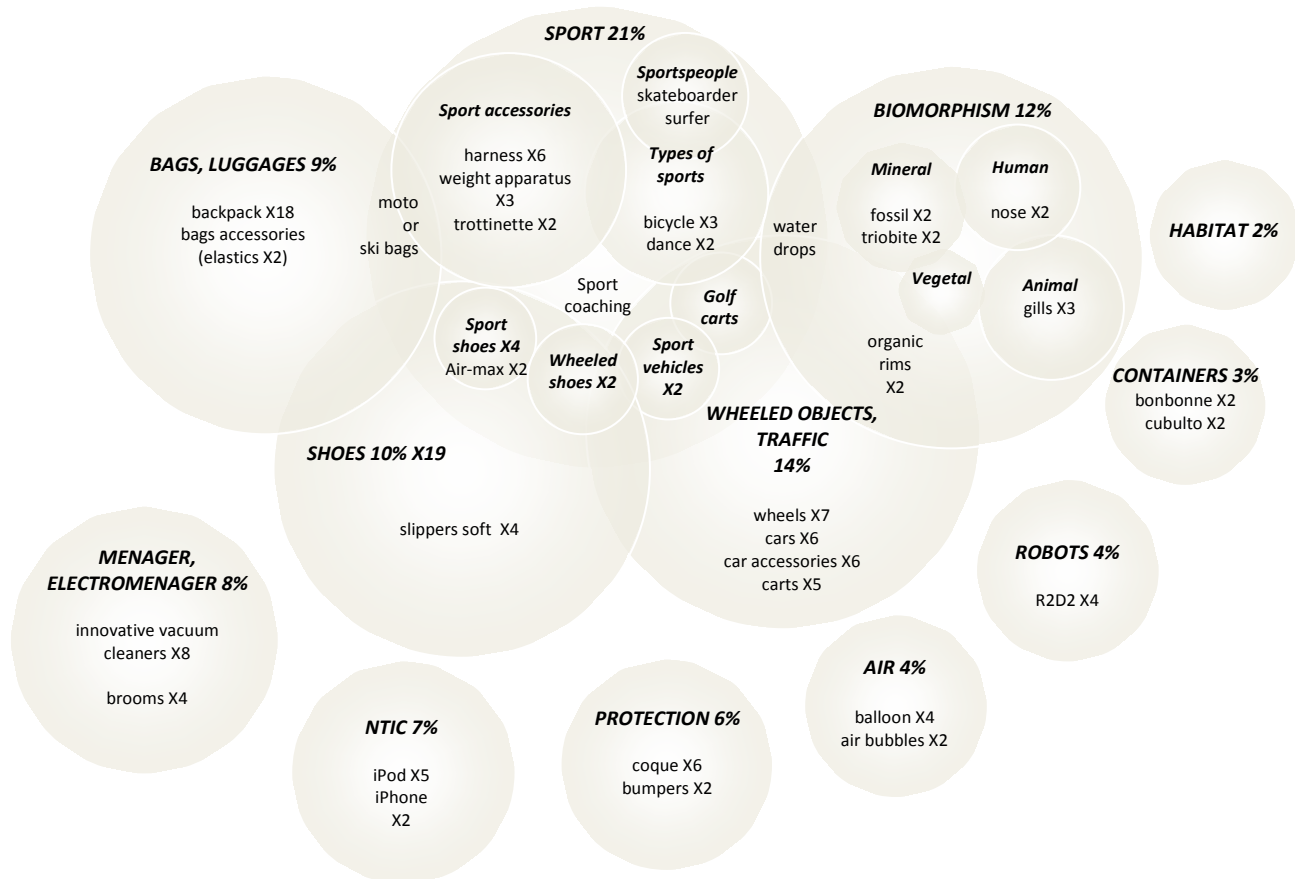 SPORT 21%
Sportspeople
skateboarder
surfer
Sport accessories
harness X6
weight apparatus
X3
trottinette X2
Types of
sports
bicycle X3
dance X2
BIOMORPHISM 12%
Mineral
fossil X2
triobite X2
Human
nose X2
Vegetal
Animal
gills X3
organic
rims
X2
water
drops
BAGS, LUGGAGES 9%
backpack X18
bags accessories
(elastics X2)
moto
or
ski bags
HABITAT 2%
Sport
coaching
Golf
carts
Sport
shoes X4
Air-max X2
Wheeled
shoes X2
Sport
vehicles
X2
CONTAINERS 3%
bonbonne X2
cubulto X2
WHEELED OBJECTS,
TRAFFIC
14%
wheels X7
cars X6
car accessories X6
carts X5
SHOES 10% X19
slippers soft X4
MENAGER,
ELECTROMENAGER 8%
innovative vacuum
cleaners X8
brooms X4
ROBOTS 4%
R2D2 X4
AIR 4%
balloon X4
air bubbles X2
NTIC 7%
iPod X5
iPhone
X2
PROTECTION 6%
coque X6
bumpers X2